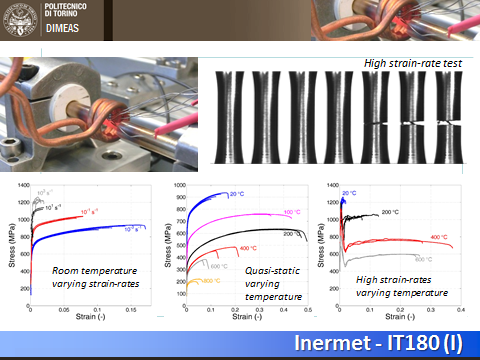 POLITECNICO
DI TORINO
DIMEAS
High strain-rate test
1400
1200
1000
800
600
400
200
0
Stress (MPa)
10³ s⁻¹
10¹ s⁻¹
10⁻¹ s⁻¹
10⁻³ s⁻¹
Room temperature
varying strain-rates
0
0.05
0.1
0.15
Strain (-)
1000
900
800
700
600
500
400
300
200
100
0
Stress (MPa)
20 °C
100 °C
200 °C
400 °C
600 °C
800 °C
Quasi-static
varying
temperature
0
0.1
0.2
0.3
0.4
0.5
Strain (-)
1400
1200
1000
800
600
400
200
0
Stress (MPa)
20 °C
200 °C
400 °C
600 °C
High strain-rates
varying temperature
0
0.1
0.2
0.3
0.4
Strain (-)
Inermet - IT180 (I)